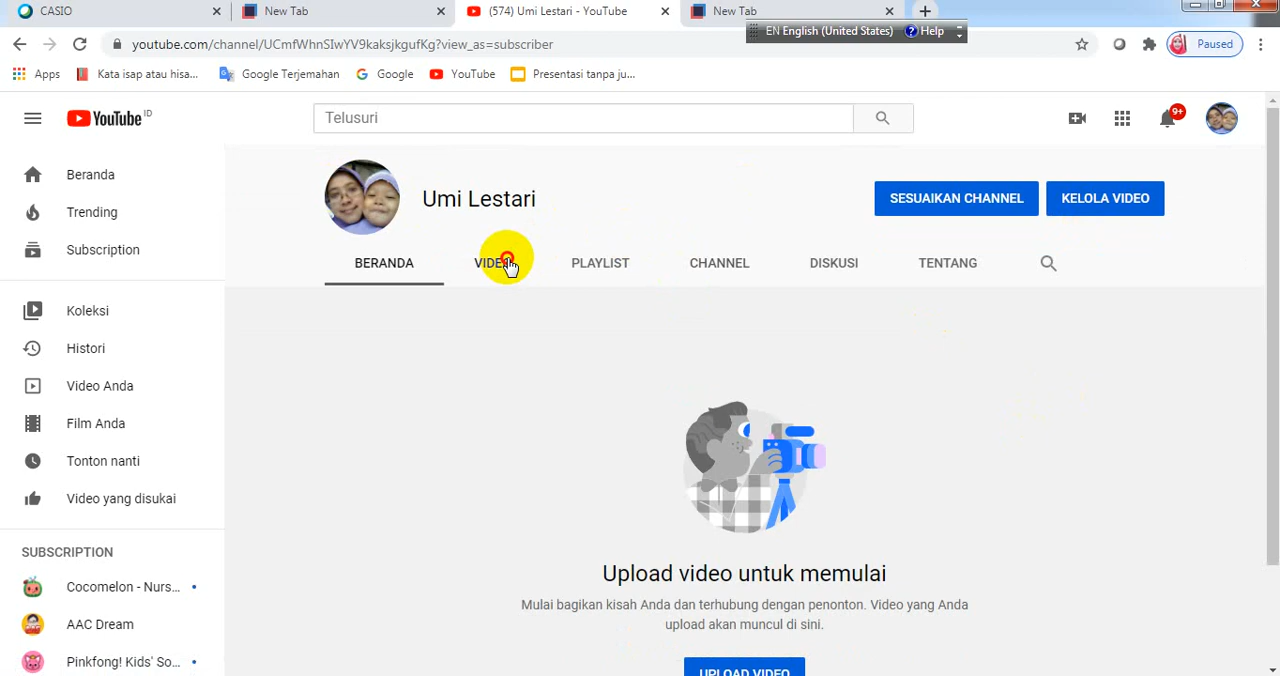 CASIO
New Tab
(574) Umi Lestari - YouTube
New Tab
EN English (United States)
Help
youtube.com/channel/UCmfWhnSIwYV9kaksjkgufKg?view_as=subscriber
Paused
Apps
Kata isap atau hisa...
Google Terjemahan
Google
YouTube
Presentasi tanpa ju...
YouTube ID
Telusuri
9+
Beranda
Trending
Subscription
Koleksi
Histori
Video Anda
Film Anda
Tonton nanti
Video yang disukai
SUBSCRIPTION
Cocomelon - Nurs...
AAC Dream
Pinkfong! Kids' So...
Umi Lestari
SESUAIKAN CHANNEL
KELOLA VIDEO
BERANDA
VIDEO
PLAYLIST
CHANNEL
DISKUSI
TENTANG
Upload video untuk memulai
Mulai bagikan kisah Anda dan terhubung dengan penonton. Video yang Anda
upload akan muncul di sini.
UPLOAD VIDEO